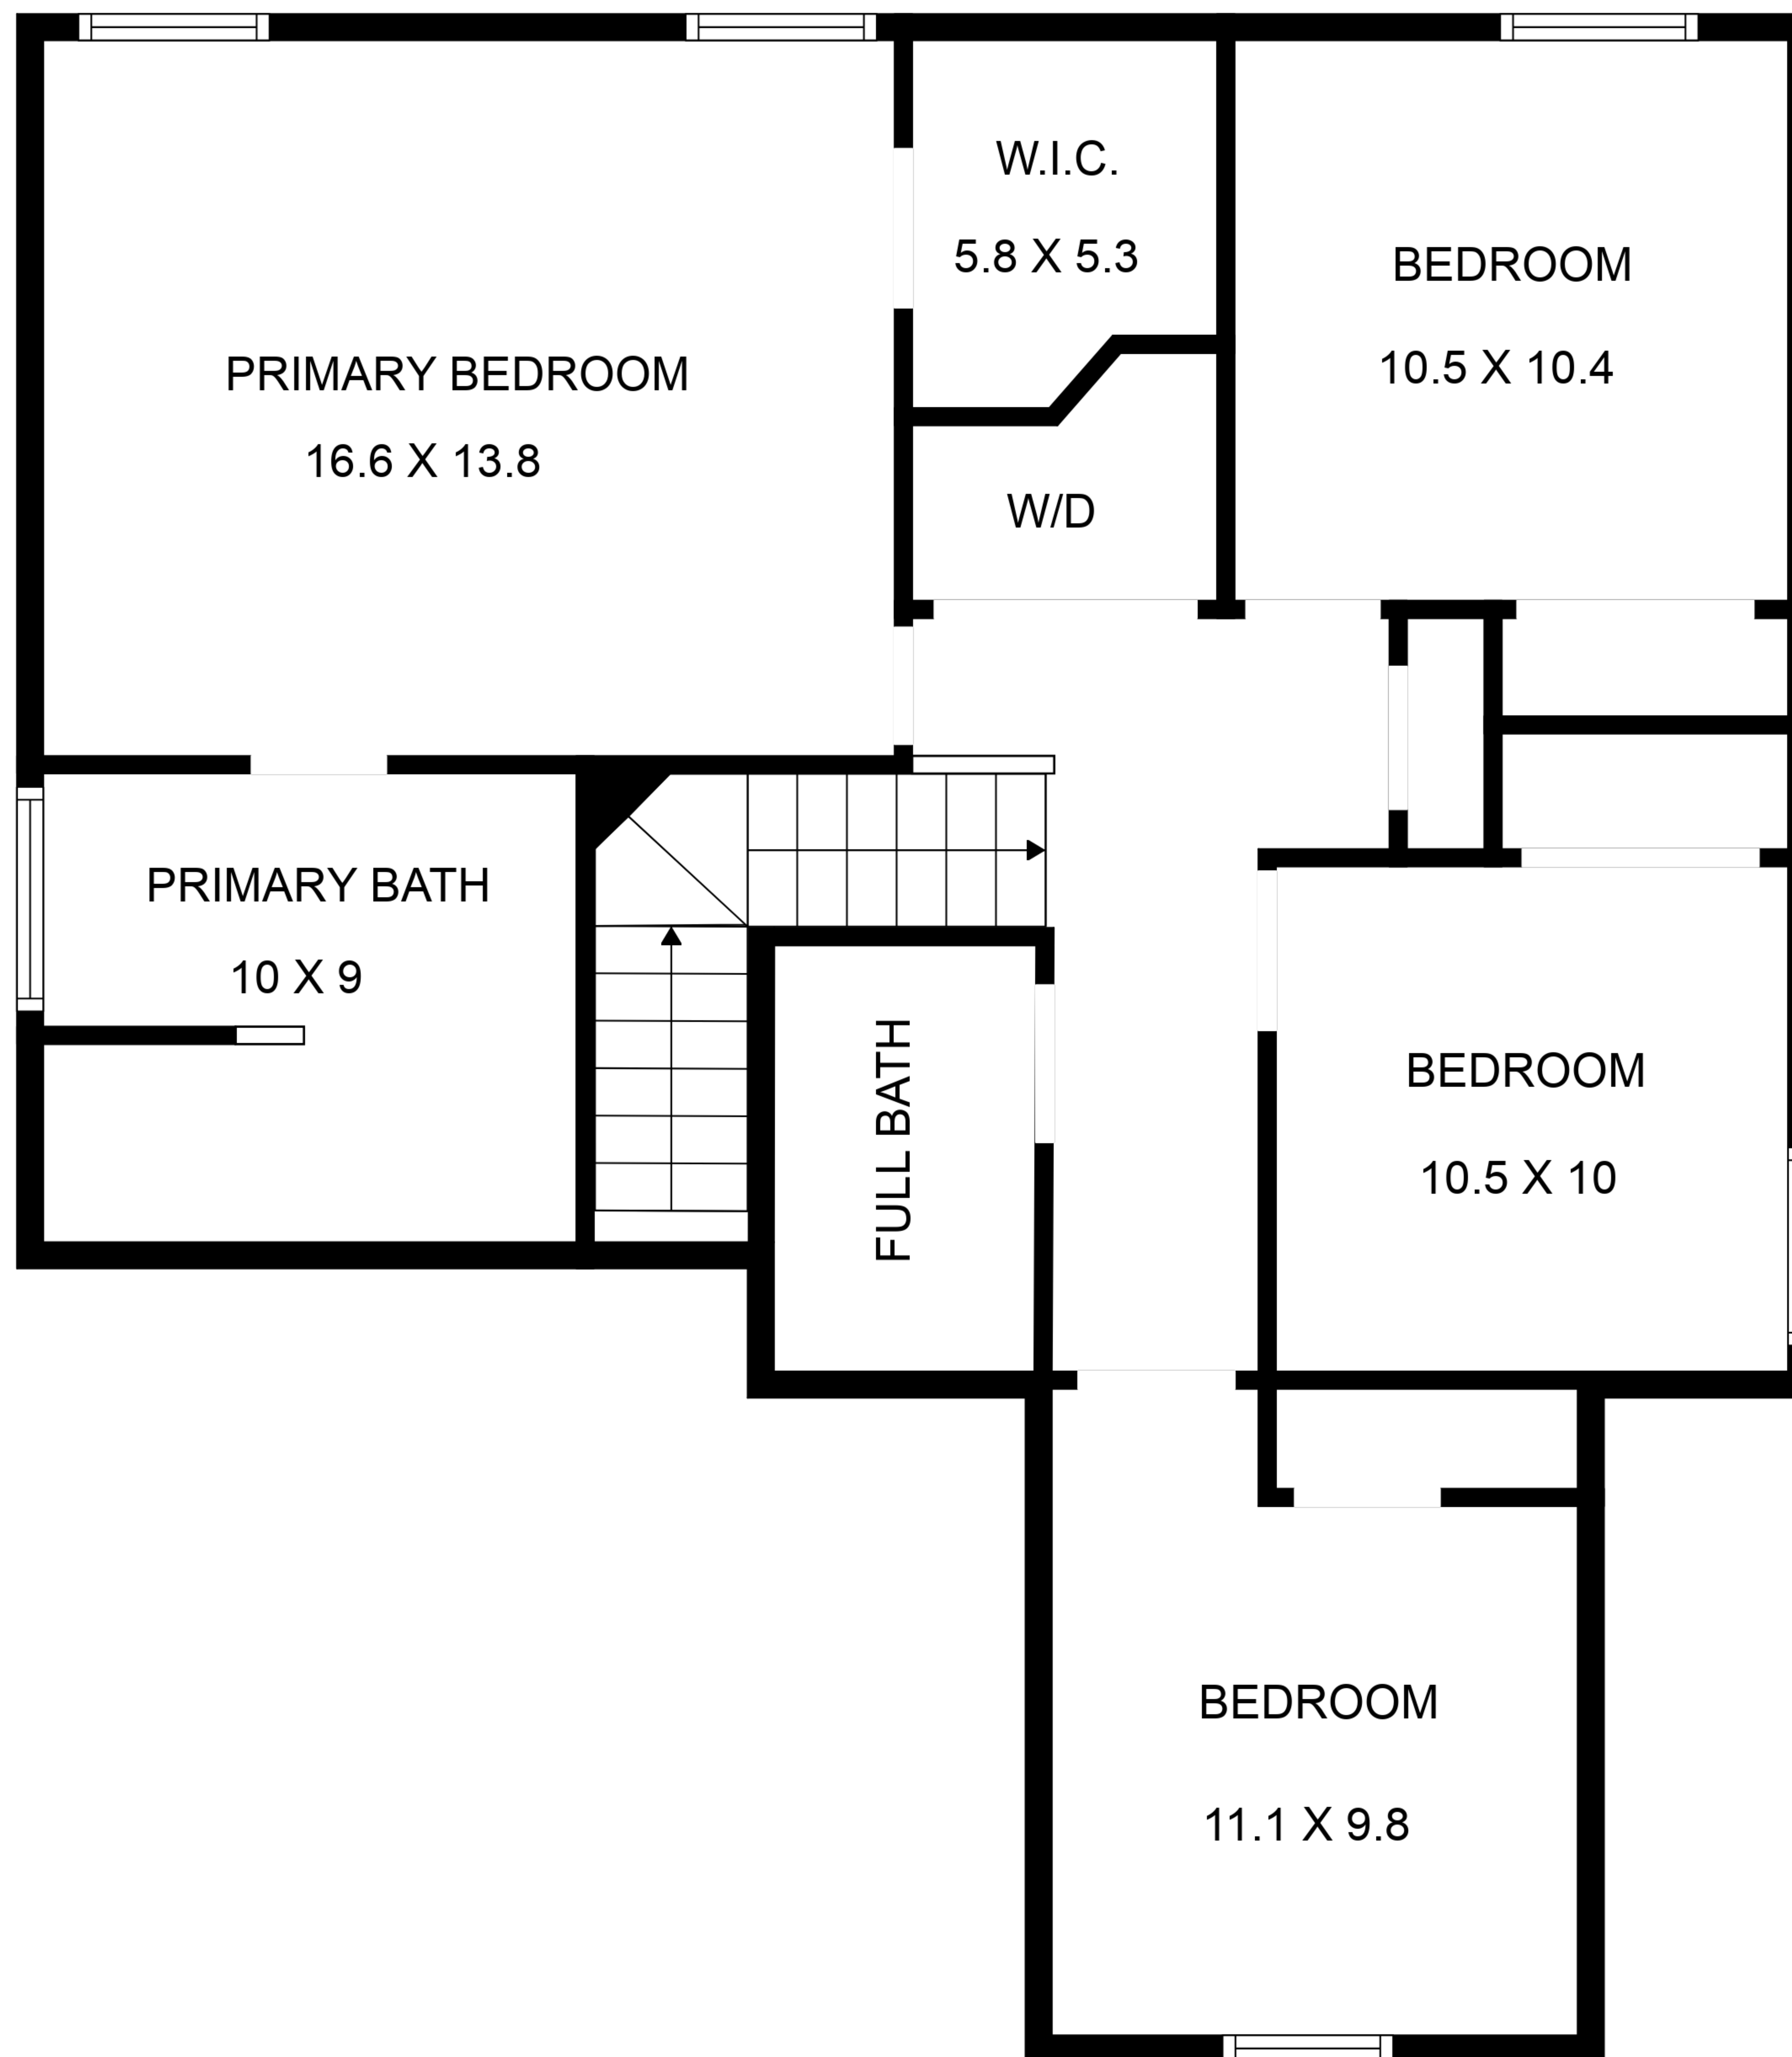 W.I.C.
5.8 X 5.3
BEDROOM
10.5 X 10.4
PRIMARY BEDROOM
16.6 X 13.8
W/D
PRIMARY BATH
10 X 9
FULL BATH
BEDROOM
10.5 X 10
BEDROOM
11.1 X 9.8